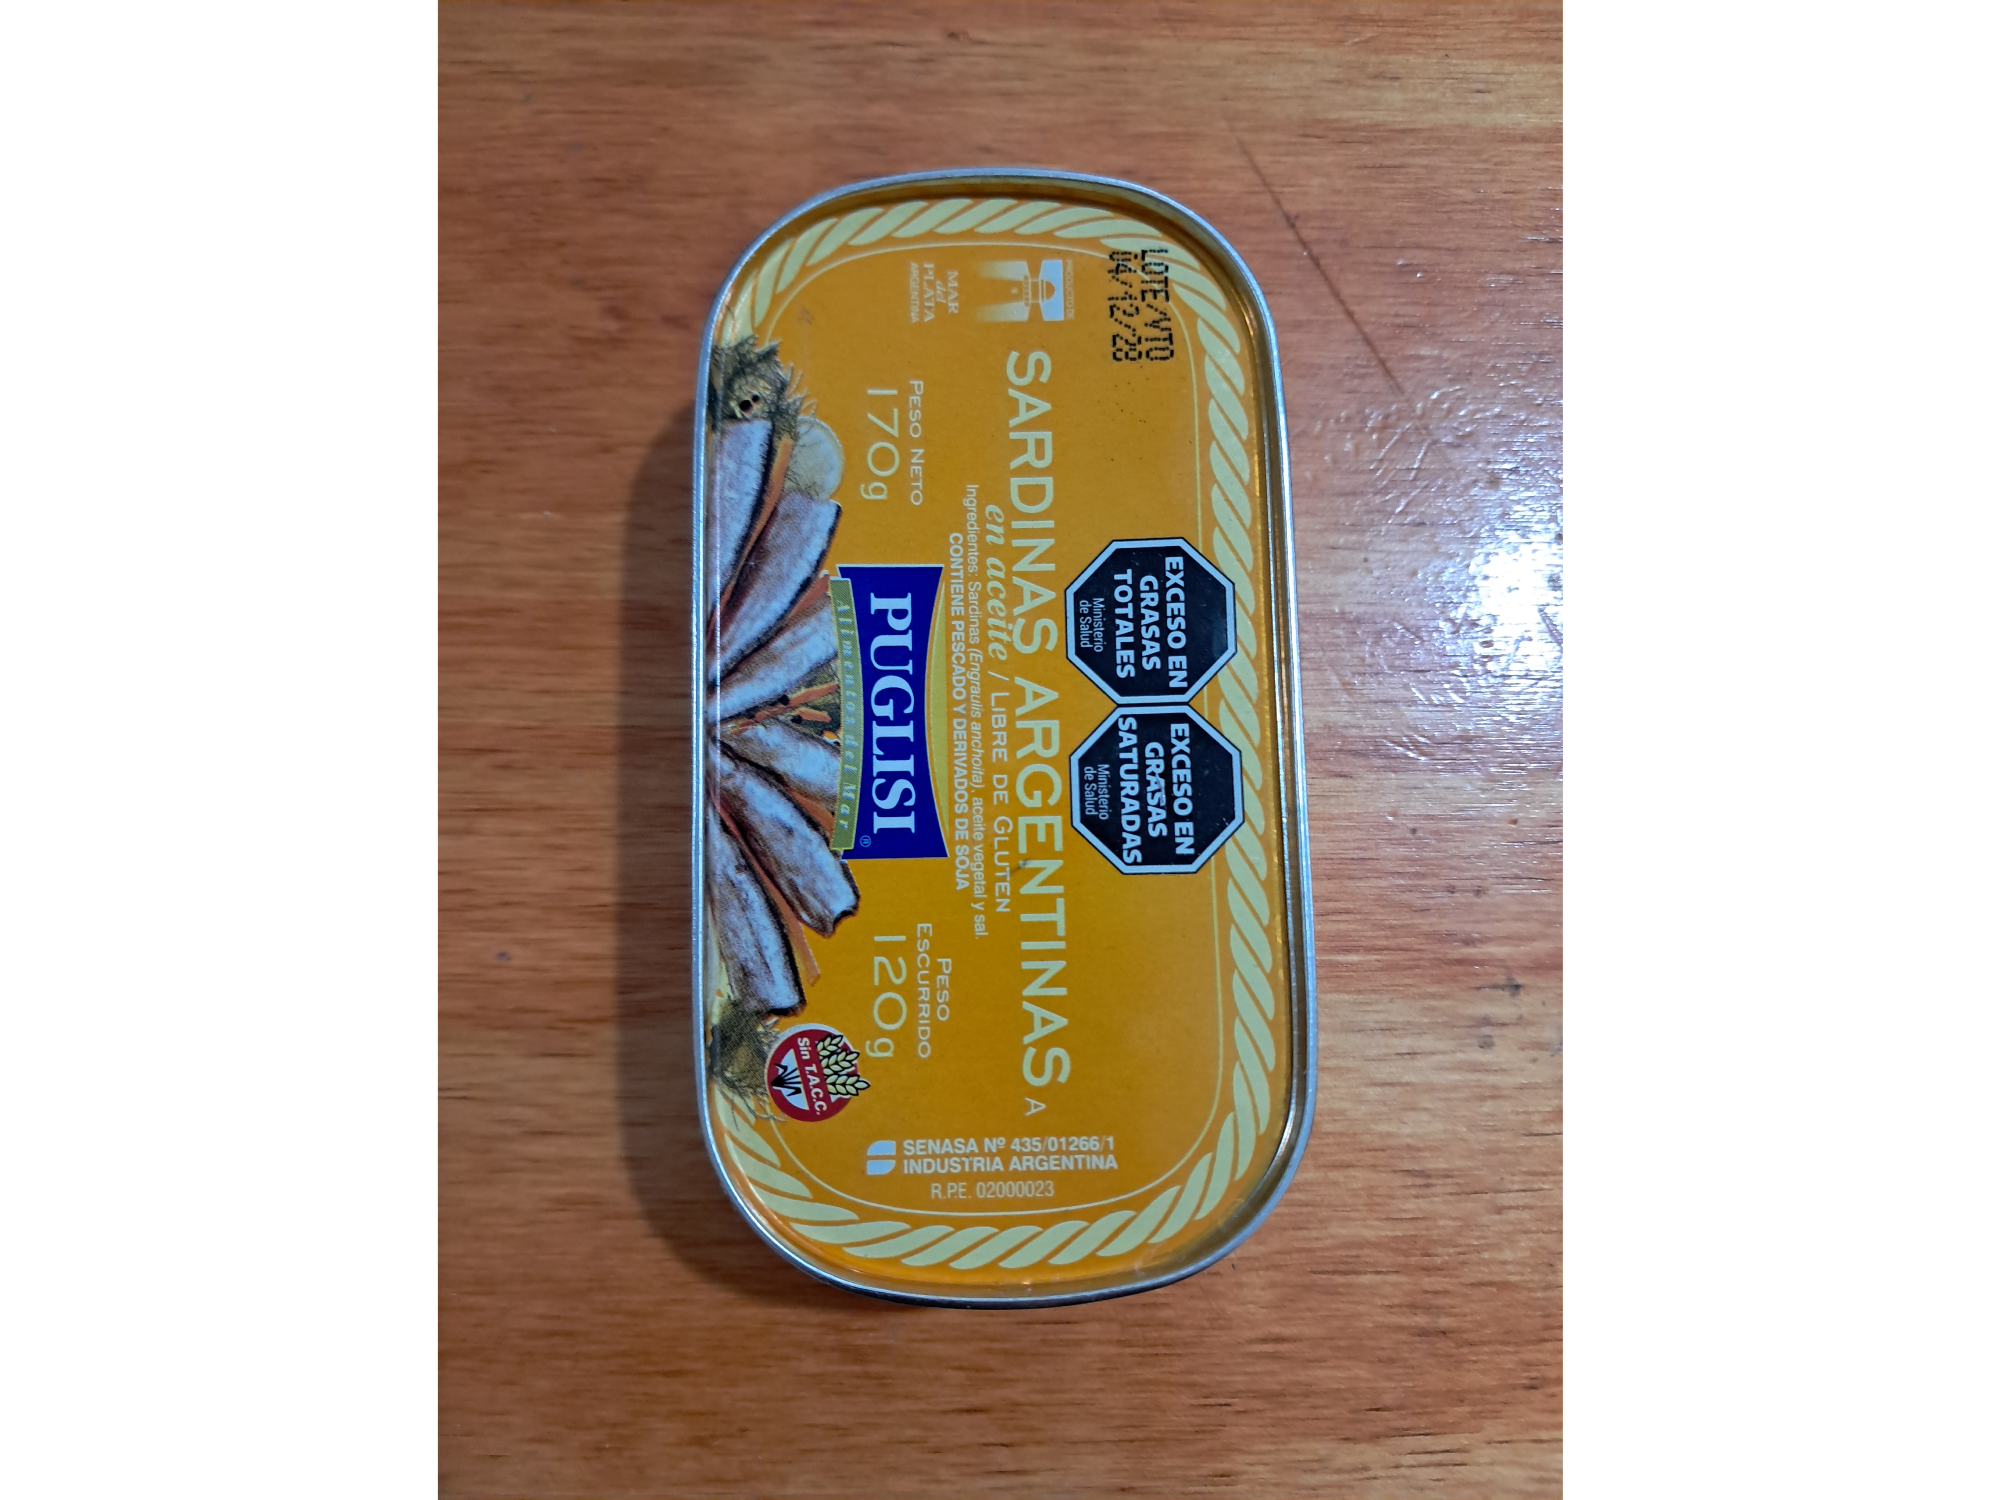 LOTE/VTO
04/12/28
EXCESO EN
GRASAS
TOTALES
Ministerio
de Salud
EXCESO EN
GRASAS
SATURADAS
Ministerio
de Salud
PRODUCTO DE
MAR
del
PLATA
ARGENTINA
SARDINAS ARGENTINAS A
en aceite / LIBRE DE GLUTEN
Ingredientes: Sardinas (Engraulis anchoita), aceite vegetal y sal.
CONTIENE PESCADO Y DERIVADOS DE SOJA
PESO NETO
170g
PUGLISI
®
Alimentos del Mar
PESO
ESCURRIDO
120g
Sin T.A.C.C.
SENASA Nº 435/01266/1
INDUSTRIA ARGENTINA
R.P.E. 02000023